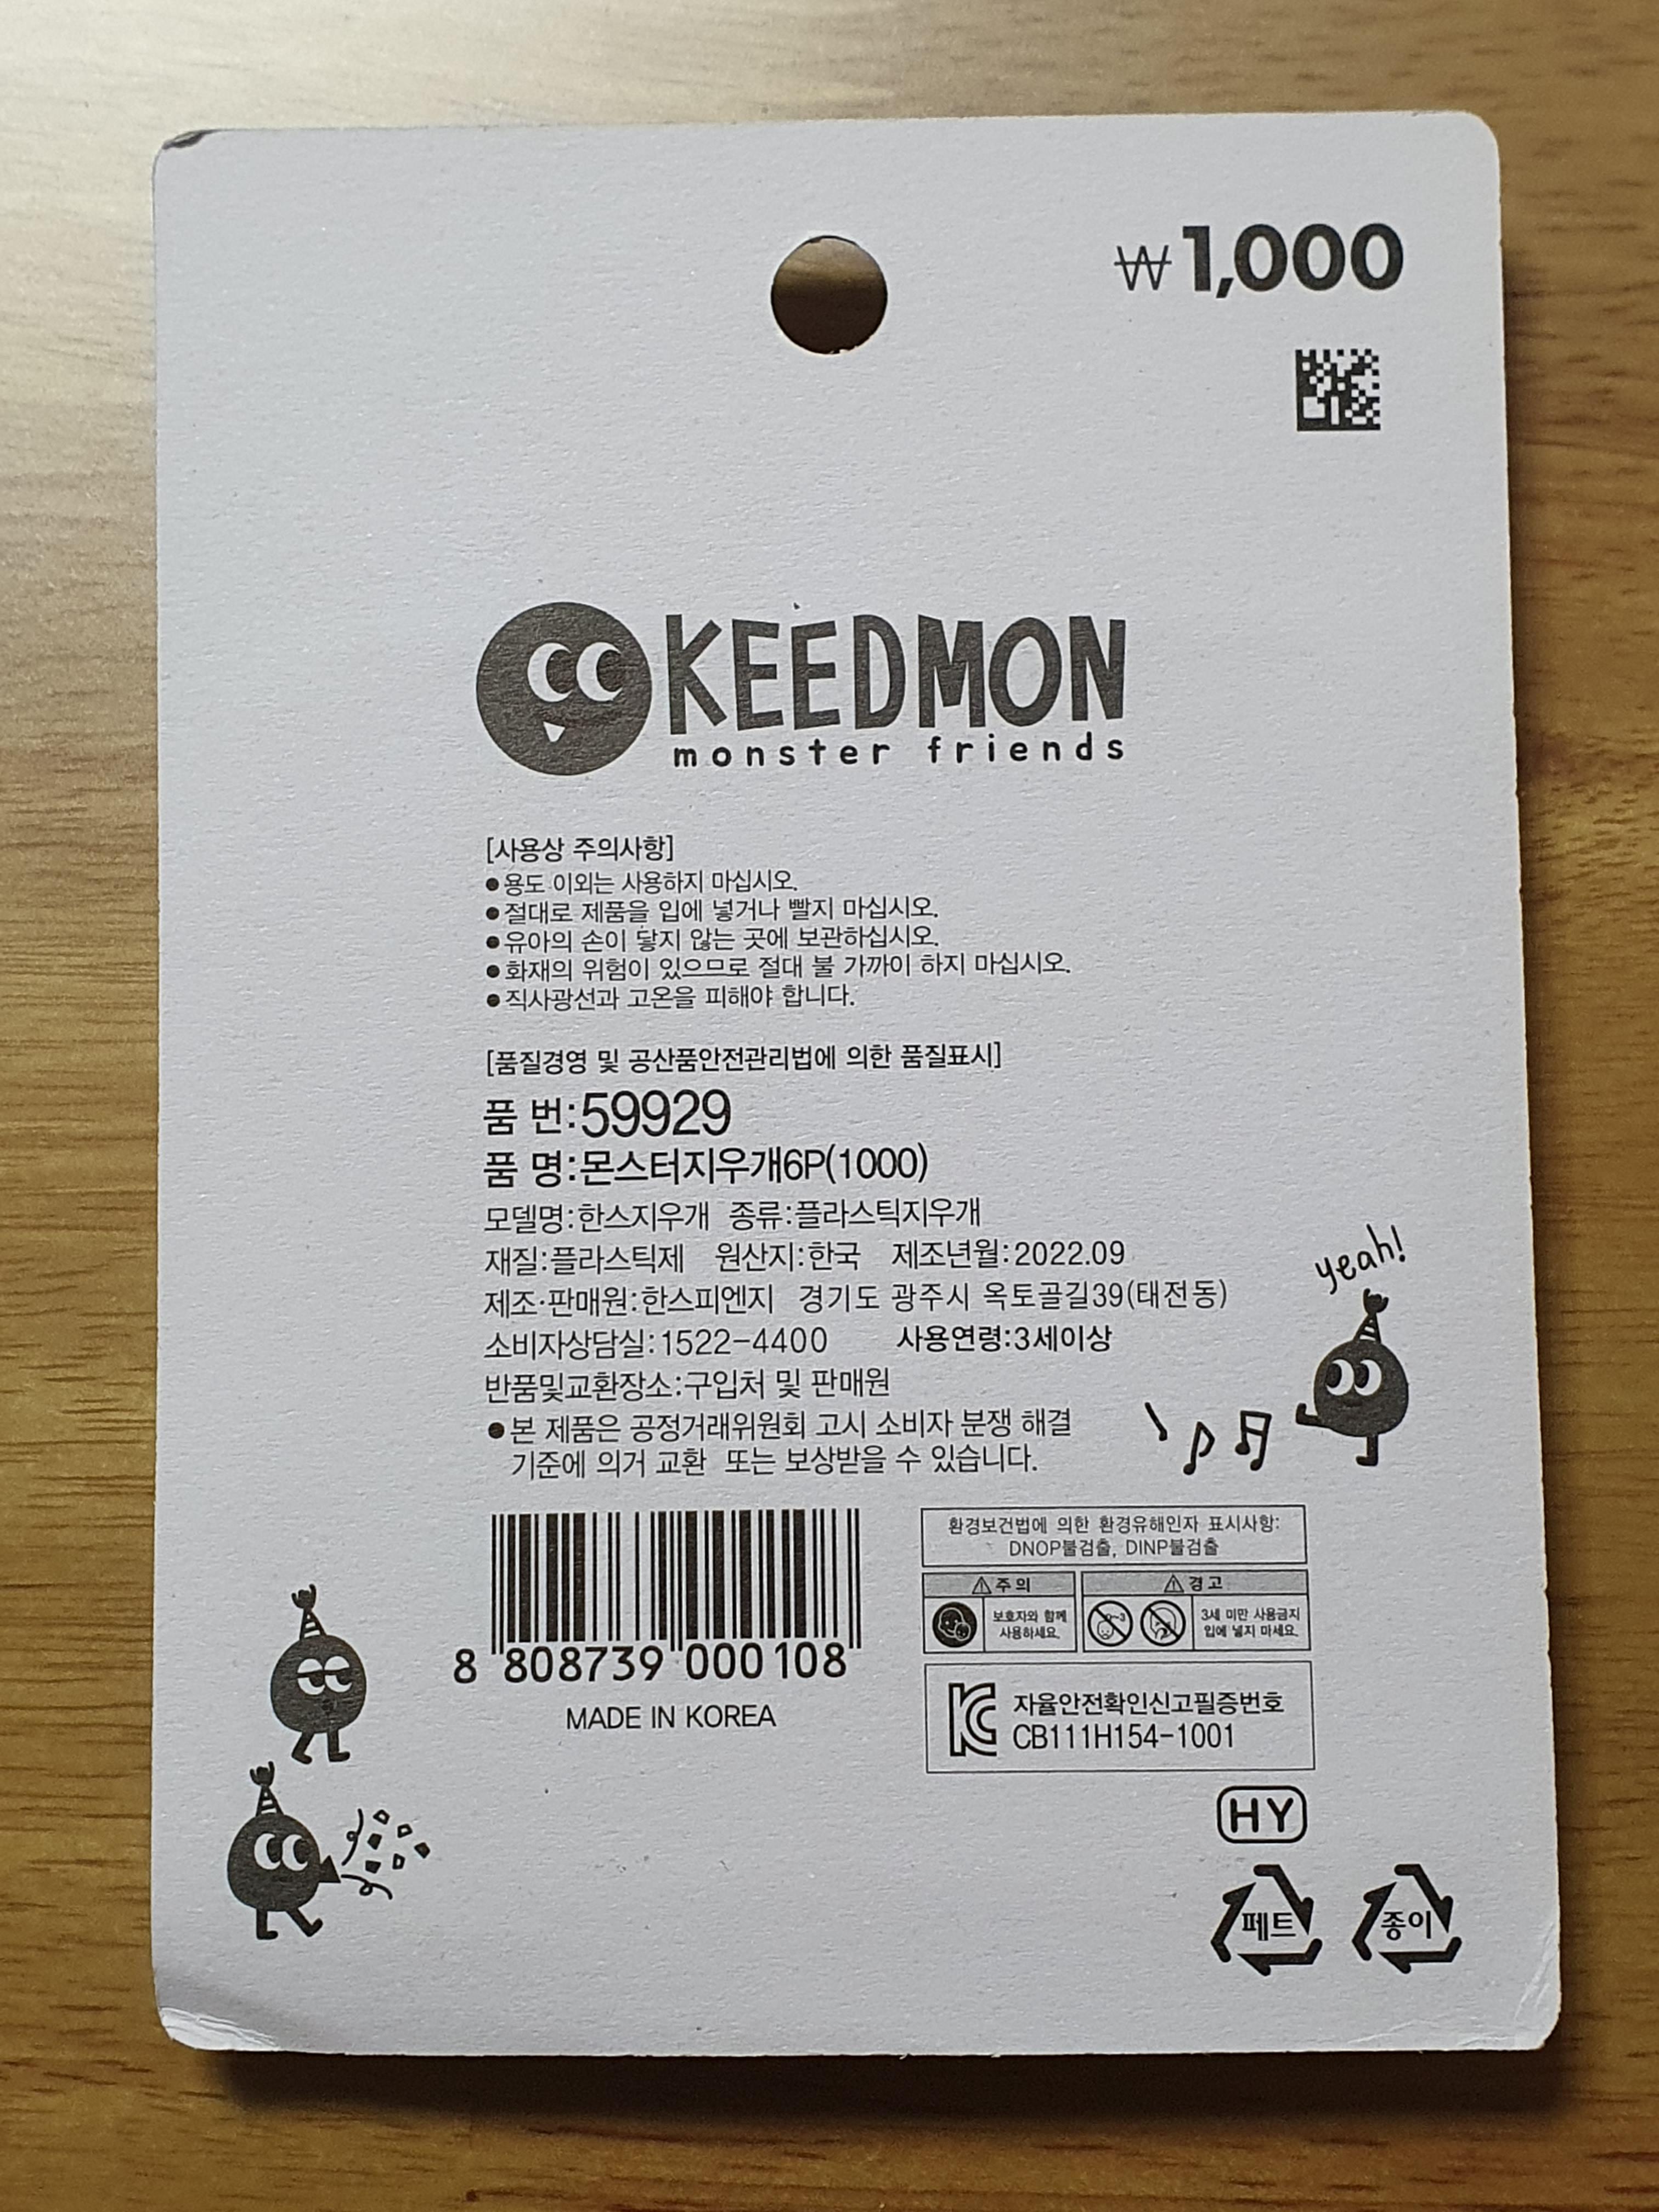 ₩1,000
KEEDMON
monster friends
[사용상 주의사항]
●용도 이외는 사용하지 마십시오.
●절대로 제품을 입에 넣거나 빨지 마십시오.
●유아의 손이 닿지 않는 곳에 보관하십시오.
●화재의 위험이 있으므로 절대 불 가까이 하지 마십시오.
●직사광선과 고온을 피해야 합니다.
[품질경영 및 공산품안전관리법에 의한 품질표시]
품 번:59929
품 명:몬스터지우개6P(1000)
모델명:한스지우개 종류:플라스틱지우개
재질:플라스틱제 원산지:한국 제조년월:2022.09
제조·판매원:한스피엔지 경기도 광주시 옥토골길39(태전동)
소비자상담실:1522-4400 사용연령:3세이상
반품및교환장소:구입처 및 판매원
●본 제품은 공정거래위원회 고시 소비자 분쟁 해결
기준에 의거 교환 또는 보상받을 수 있습니다.
yeah!
8 808739 000108
MADE IN KOREA
환경보건법에 의한 환경유해인자 표시사항:
DNOP불검출, DINP불검출
⚠주의
보호자와 함께
사용하세요.
⚠경고
0-3
3세 미만 사용금지
입에 넣지 마세요.
자율안전확인신고필증번호
CB111H154-1001
HY
페트
종이